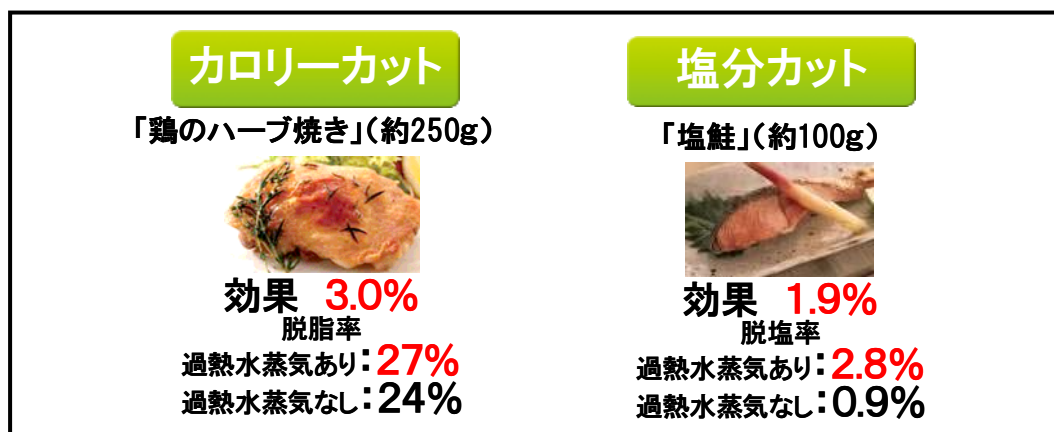 カロリーカット
「鶏のハーブ焼き」(約250g)
効果 3.0%
脱脂率
過熱水蒸気あり:27%
過熱水蒸気なし:24%
塩分カット
「塩鮭」(約100g)
効果 1.9%
脱塩率
過熱水蒸気あり:2.8%
過熱水蒸気なし:0.9%